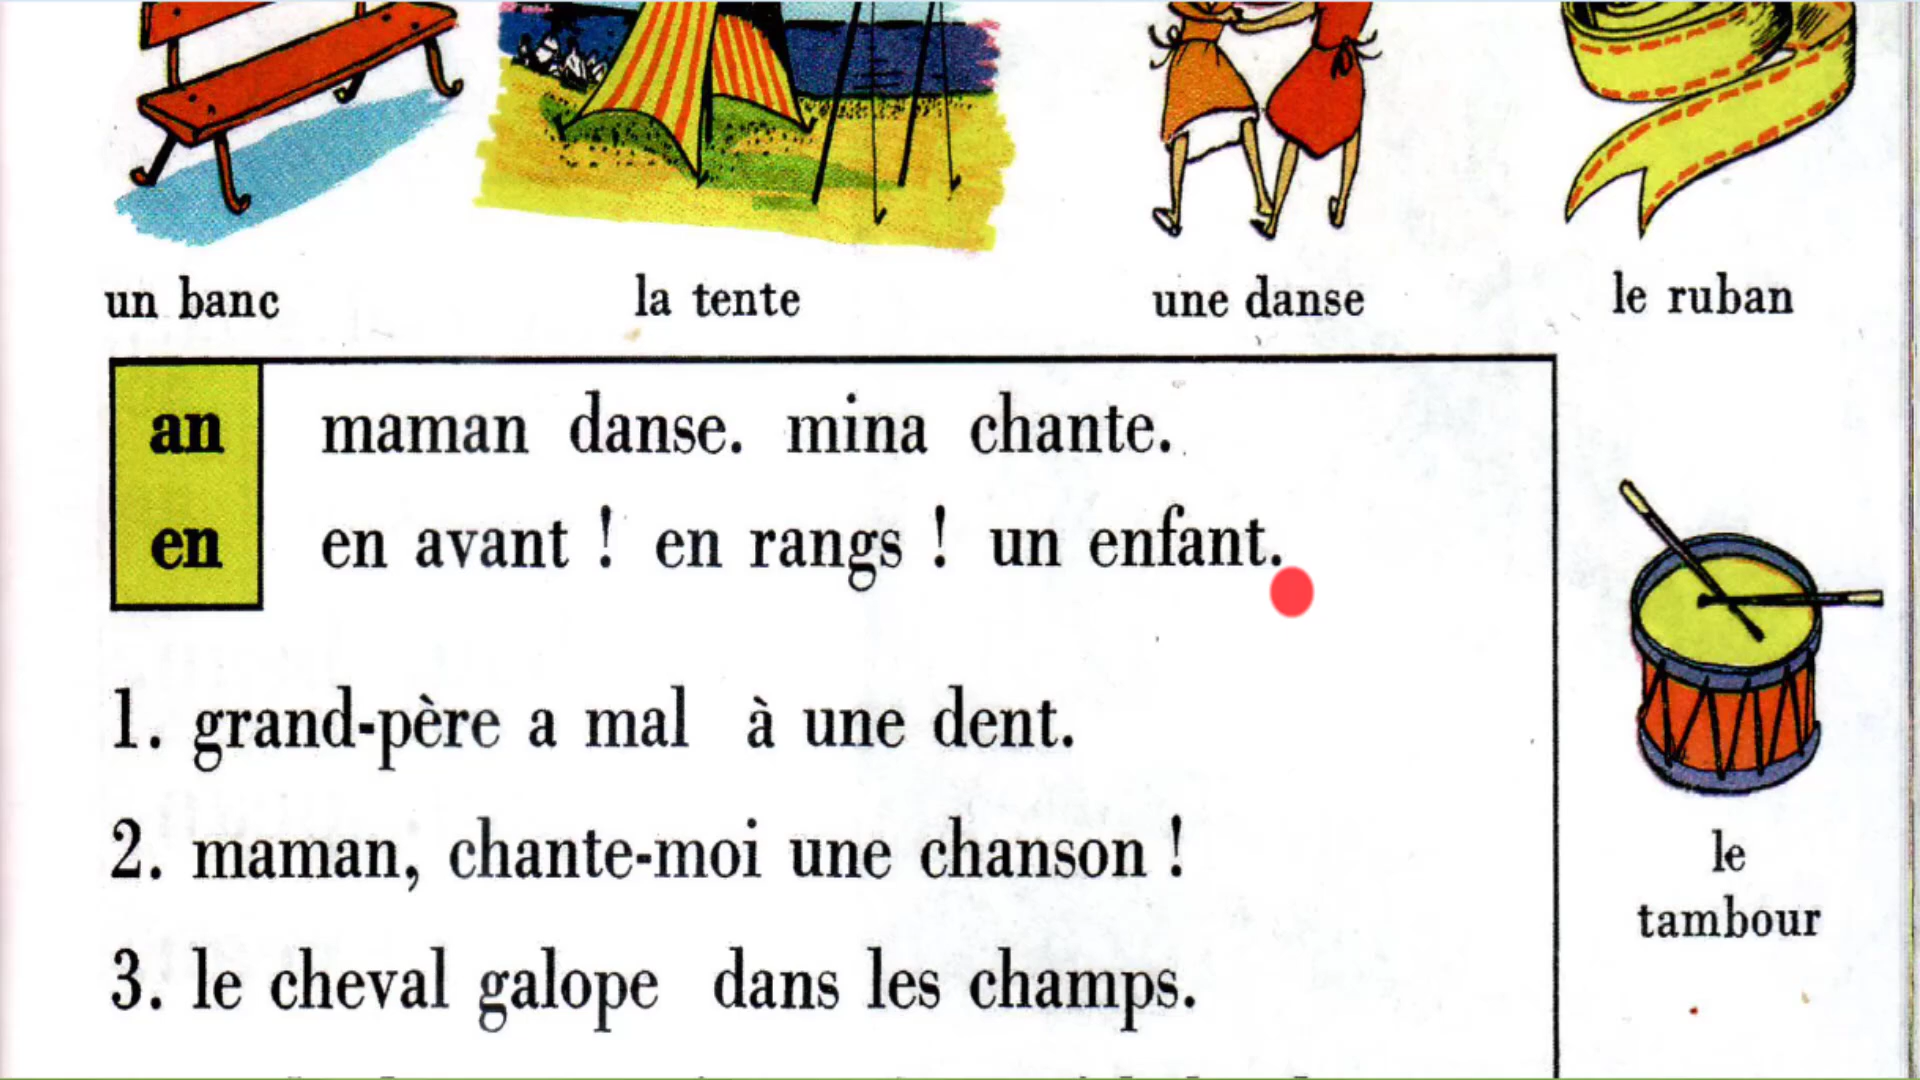 un banc
la tente
une danse
le ruban
an maman danse. mina chante.
en en avant ! en rangs ! un enfant.
1. grand-père a mal à une dent.
2. maman, chante-moi une chanson !
3. le cheval galope dans les champs.
le
tambour